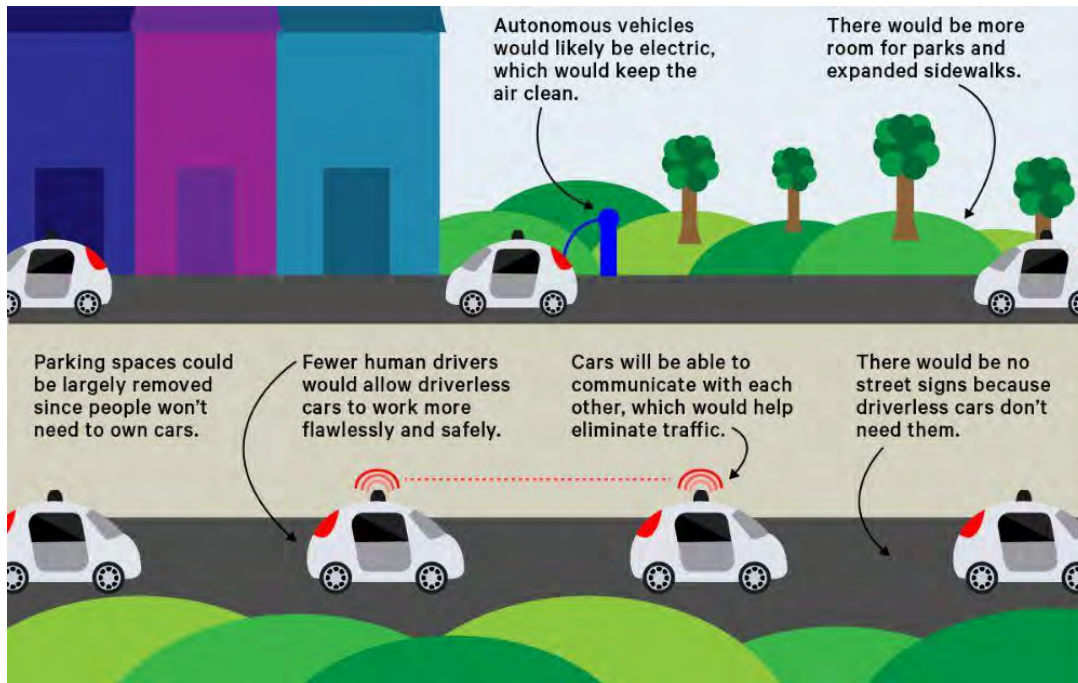 Autonomous vehicles
would likely be electric,
which would keep the
air clean.
There would be more
room for parks and
expanded sidewalks.
Parking spaces could
be largely removed
since people won't
need to own cars.
Fewer human drivers
would allow driverless
cars to work more
flawlessly and safely.
Cars will be able to
communicate with each
other, which would help
eliminate traffic.
There would be no
street signs because
driverless cars don't
need them.